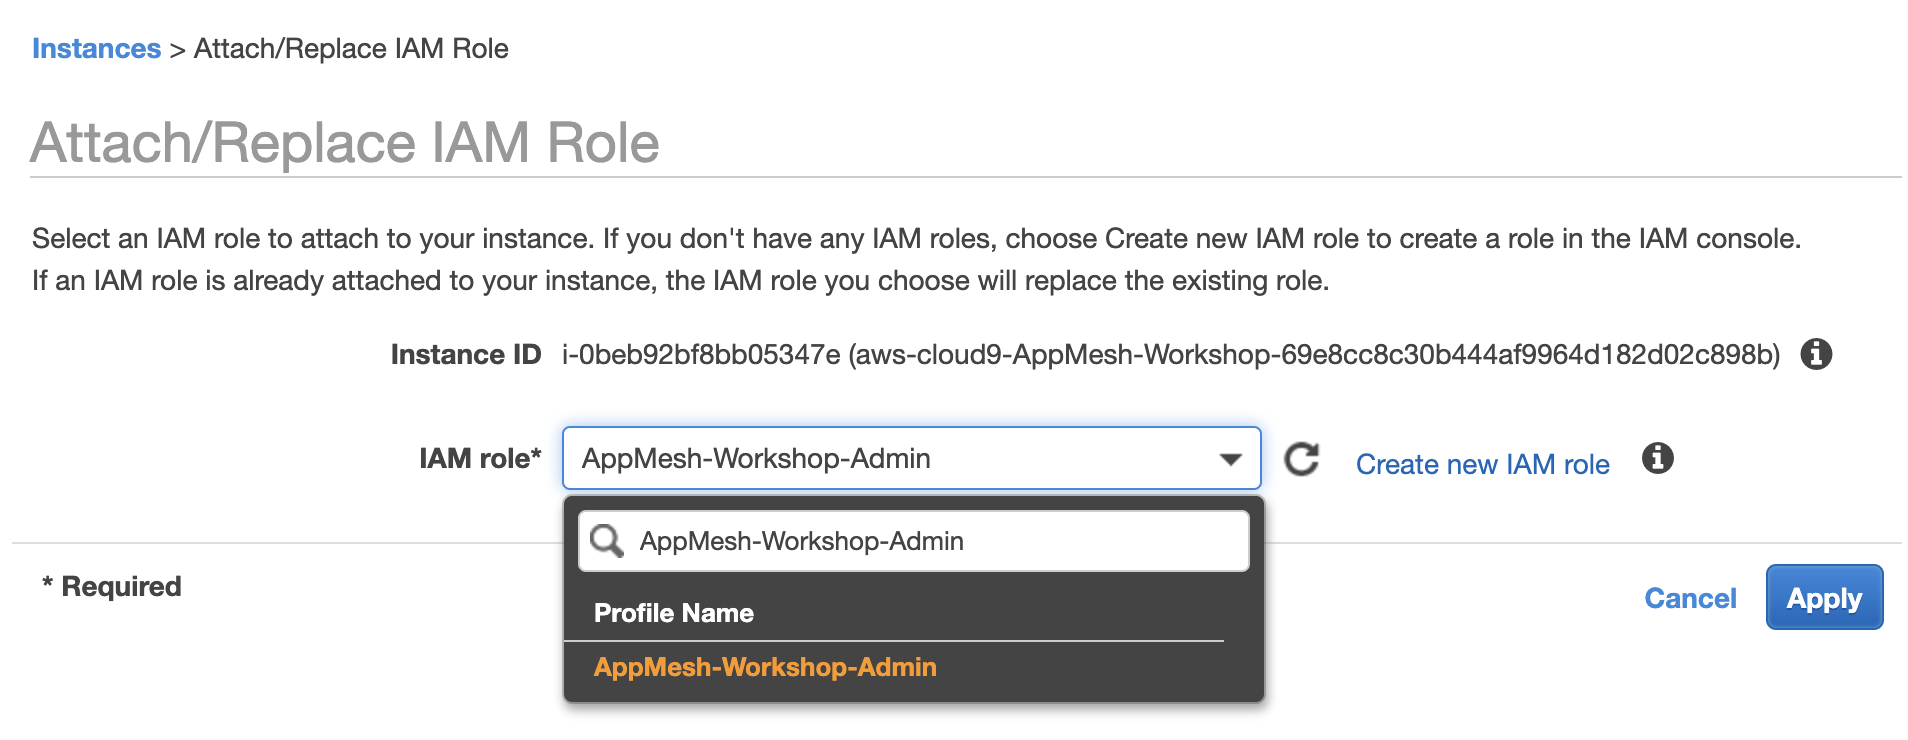 Instances > Attach/Replace IAM Role
Attach/Replace IAM Role
Select an IAM role to attach to your instance. If you don't have any IAM roles, choose Create new IAM role to create a role in the IAM console.
If an IAM role is already attached to your instance, the IAM role you choose will replace the existing role.
Instance ID i-0beb92bf8bb05347e (aws-cloud9-AppMesh-Workshop-69e8cc8c30b444af9964d182d02c898b)
IAM role* AppMesh-Workshop-Admin Create new IAM role
AppMesh-Workshop-Admin
* Required
Profile Name
AppMesh-Workshop-Admin
Cancel Apply